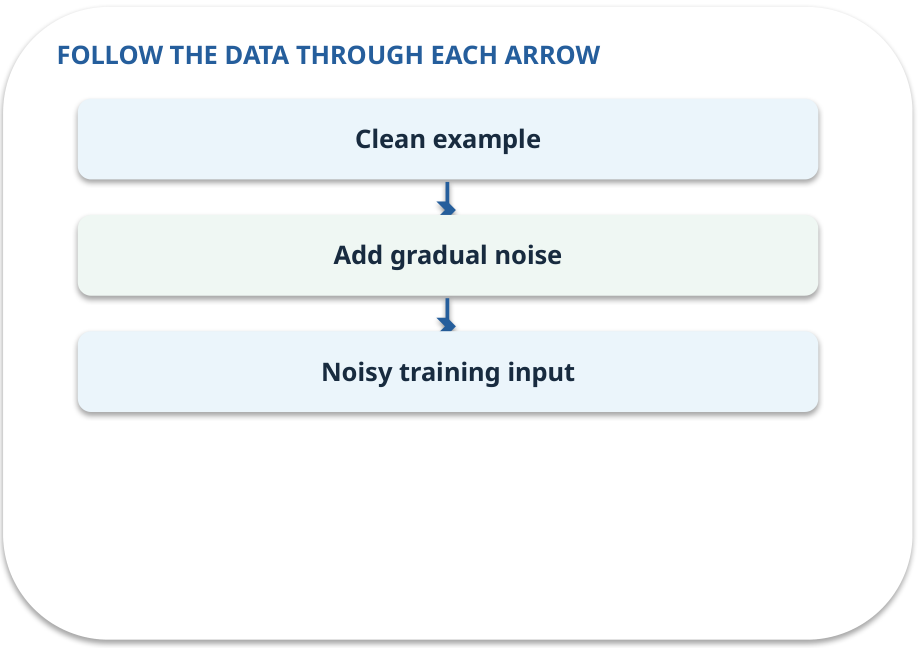 FOLLOW THE DATA THROUGH EACH ARROW
Clean example
Add gradual noise
Noisy training input